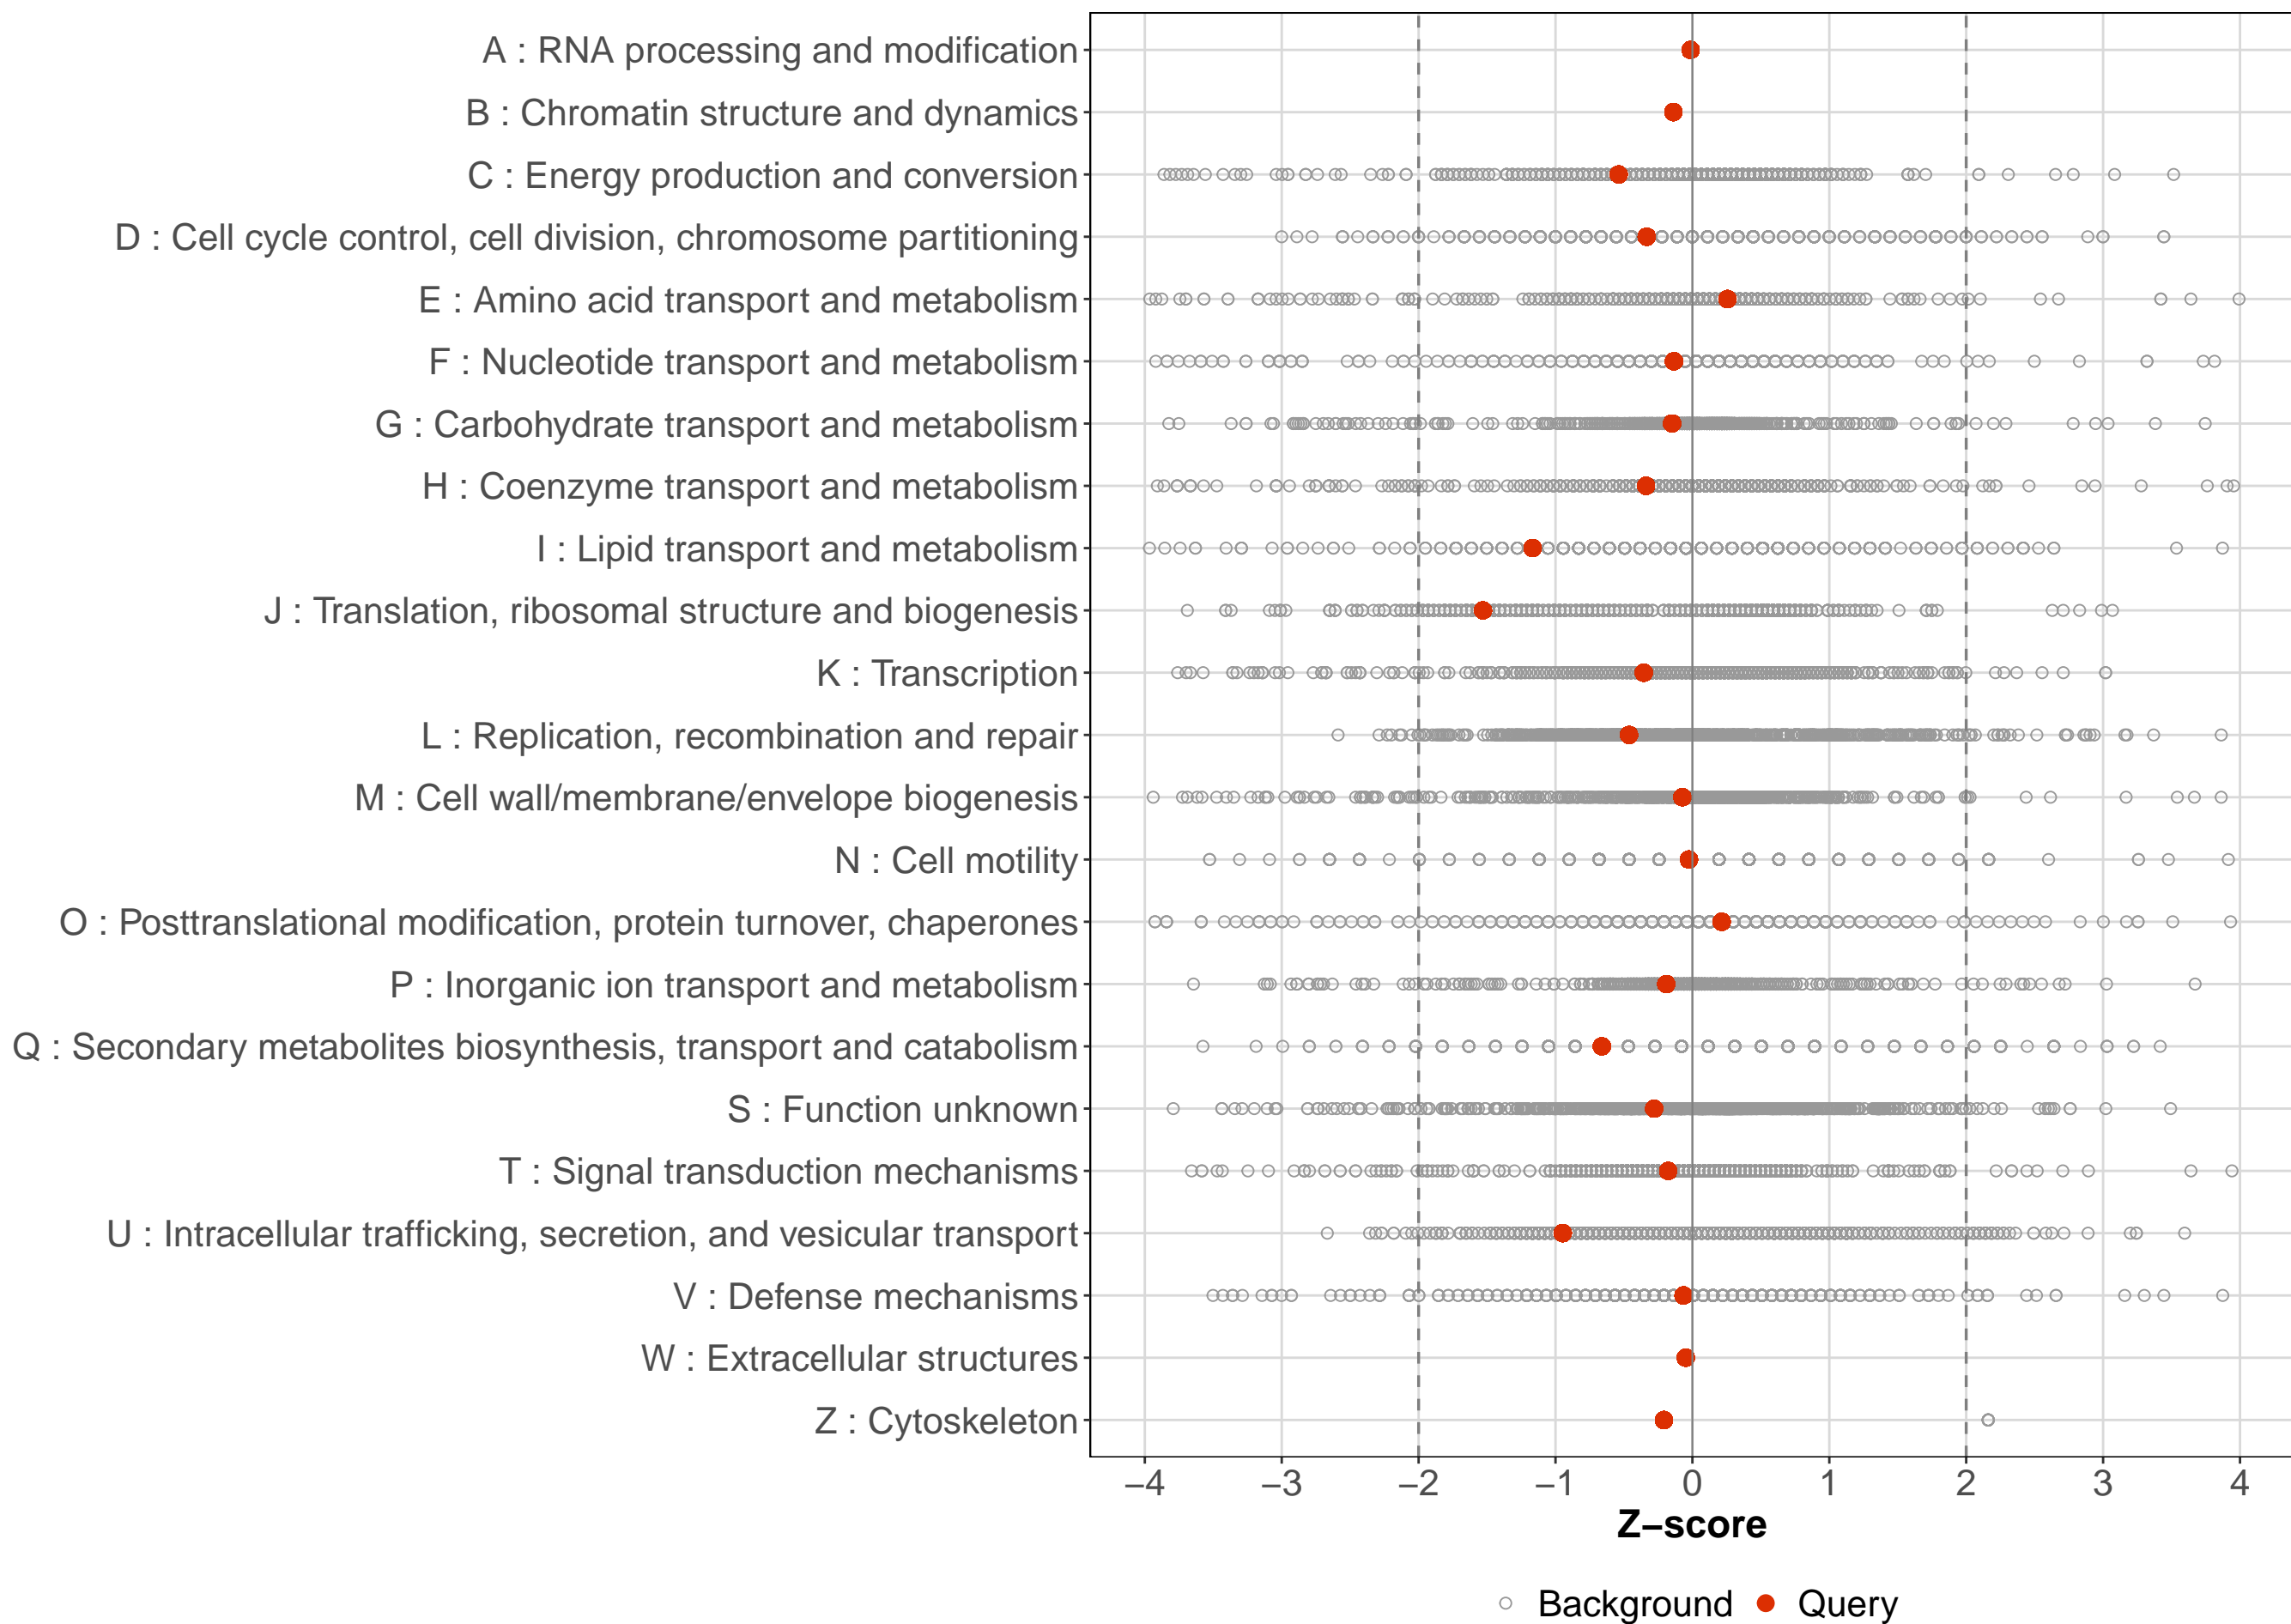 A : RNA processing and modification
B : Chromatin structure and dynamics
C : Energy production and conversion
D : Cell cycle control, cell division, chromosome partitioning
E : Amino acid transport and metabolism
F : Nucleotide transport and metabolism
G : Carbohydrate transport and metabolism
H : Coenzyme transport and metabolism
I : Lipid transport and metabolism
J : Translation, ribosomal structure and biogenesis
K : Transcription
L : Replication, recombination and repair
M : Cell wall/membrane/envelope biogenesis
N : Cell motility
O : Posttranslational modification, protein turnover, chaperones
P : Inorganic ion transport and metabolism
Q : Secondary metabolites biosynthesis, transport and catabolism
S : Function unknown
T : Signal transduction mechanisms
U : Intracellular trafficking, secretion, and vesicular transport
V : Defense mechanisms
W : Extracellular structures
Z : Cytoskeleton
−4 −3 −2 −1 0 1 2 3 4
Z−score
Background Query